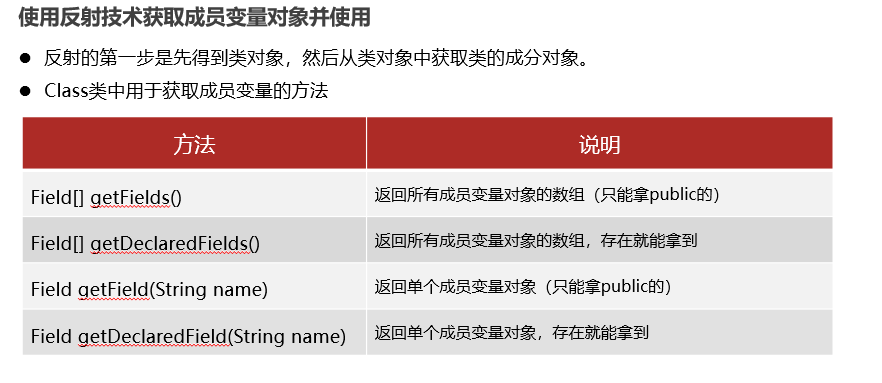 使用反射技术获取成员变量对象并使用
● 反射的第一步是先得到类对象，然后从类对象中获取类的成分对象。
● Class类中用于获取成员变量的方法
方法 说明
Field[] getFields() 返回所有成员变量对象的数组（只能拿public的）
Field[] getDeclaredFields() 返回所有成员变量对象的数组，存在就能拿到
Field getField(String name) 返回单个成员变量对象（只能拿public的）
Field getDeclaredField(String name) 返回单个成员变量对象，存在就能拿到